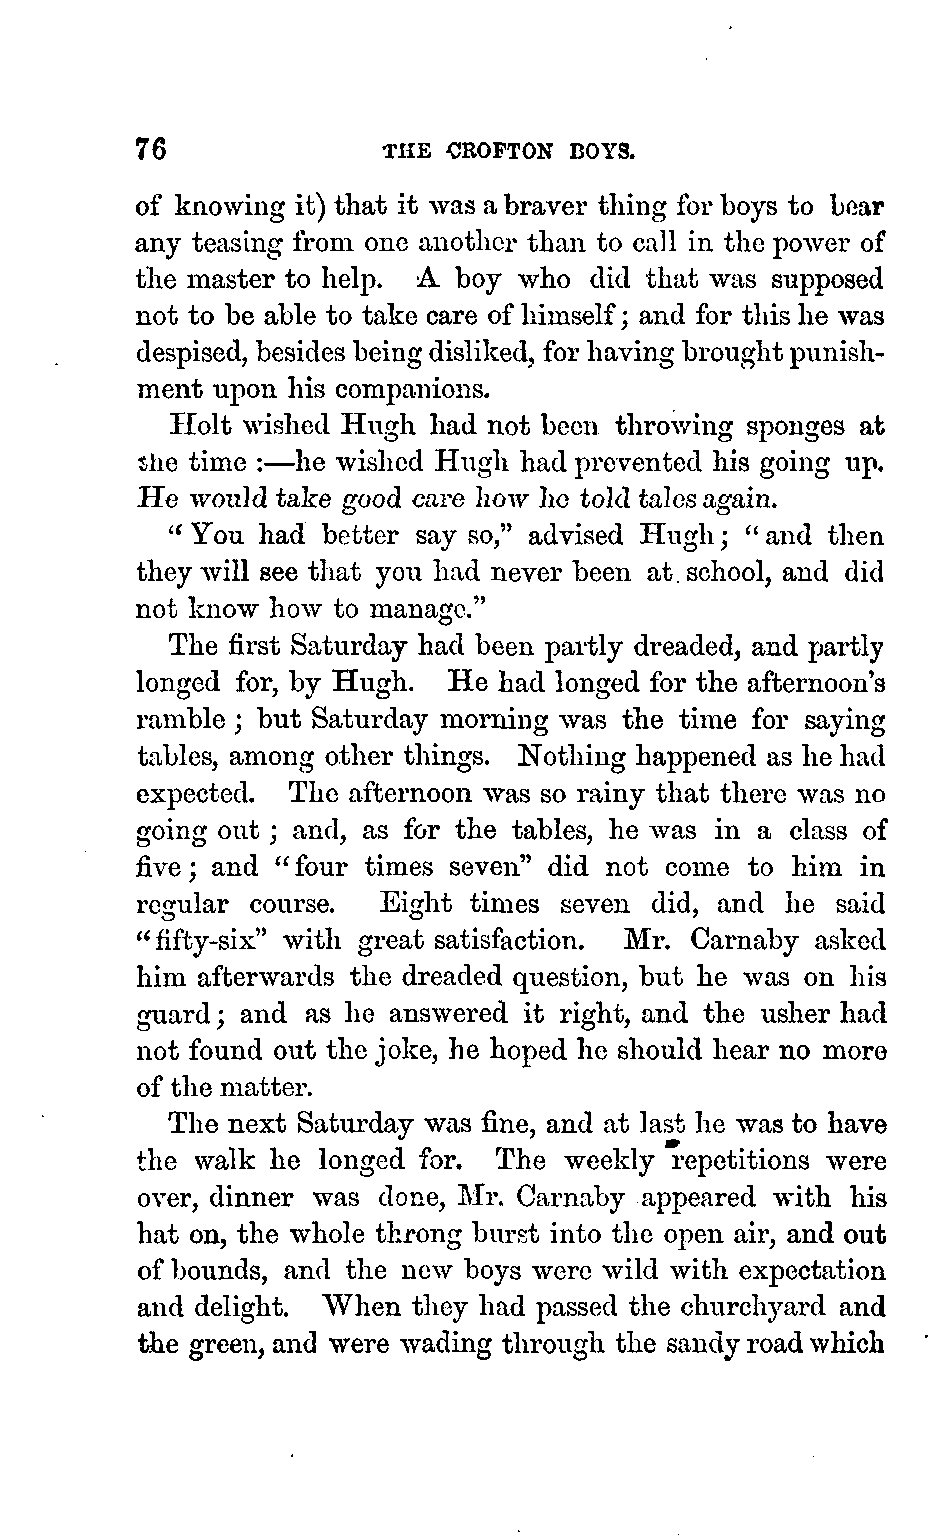 76 THE CROFTON BOYS.
of knowing it) that it was a braver thing for boys to bear
any teasing from one another than to call in the power of
the master to help. A boy who did that was supposed
not to be able to take care of himself; and for this he was
despised, besides being disliked, for having brought punish-
ment upon his companions.
Holt wished Hugh had not been throwing sponges at
the time :—he wished Hugh had prevented his going up.
He would take good care how he told tales again.
“You had better say so,” advised Hugh; “and then
they will see that you had never been at school, and did
not know how to manage.”
The first Saturday had been partly dreaded, and partly
longed for, by Hugh. He had longed for the afternoon’s
ramble; but Saturday morning was the time for saying
tables, among other things. Nothing happened as he had
expected. The afternoon was so rainy that there was no
going out; and, as for the tables, he was in a class of
five; and “four times seven” did not come to him in
regular course. Eight times seven did, and he said
“fifty-six” with great satisfaction. Mr. Carnaby asked
him afterwards the dreaded question, but he was on his
guard; and as he answered it right, and the usher had
not found out the joke, he hoped he should hear no more
of the matter.
The next Saturday was fine, and at last he was to have
the walk he longed for. The weekly repetitions were
over, dinner was done, Mr. Carnaby appeared with his
hat on, the whole throng burst into the open air, and out
of bounds, and the new boys were wild with expectation
and delight. When they had passed the churchyard and
the green, and were wading through the sandy road which